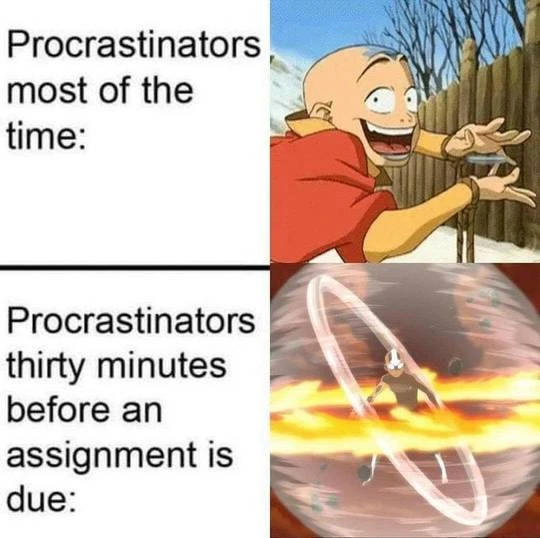 Procrastinators
most of the
time:
Procrastinators
thirty minutes
before an
assignment is
due: